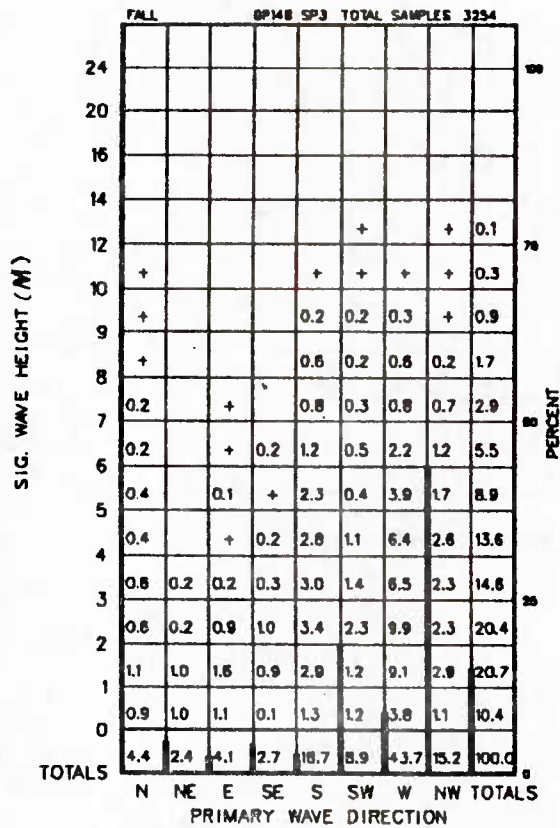 FALL GP148 SP3 TOTAL SAMPLES 3254
24 100
20
16
14
+ + 0.1
12 75
+ + + + + 0.3
10
+ 0.2 0.2 0.3 + 0.9
9
+ 0.6 0.2 0.6 0.2 1.7
8
0.2 + 0.8 0.3 0.8 0.7 2.9
7 50
0.2 + 0.2 1.2 0.5 2.2 1.2 5.5
6
0.4 0.1 + 2.3 0.4 3.9 1.7 8.9
5
0.4 + 0.2 2.8 1.1 6.4 2.6 13.6
4
0.6 0.2 0.2 0.3 3.0 1.4 6.5 2.3 14.6
3 25
0.6 0.2 0.9 1.0 3.4 2.3 9.9 2.3 20.4
2
1.1 1.0 1.6 0.9 2.9 1.2 9.1 2.9 20.7
1
0.9 1.0 1.1 0.1 1.3 1.2 3.8 1.1 10.4
0
4.4 2.4 4.1 2.7 18.7 8.9 43.7 15.2 100.0
TOTALS 0
N NE E SE S SW W NW TOTALS
PRIMARY WAVE DIRECTION
SIG. WAVE HEIGHT (M)
PERCENT